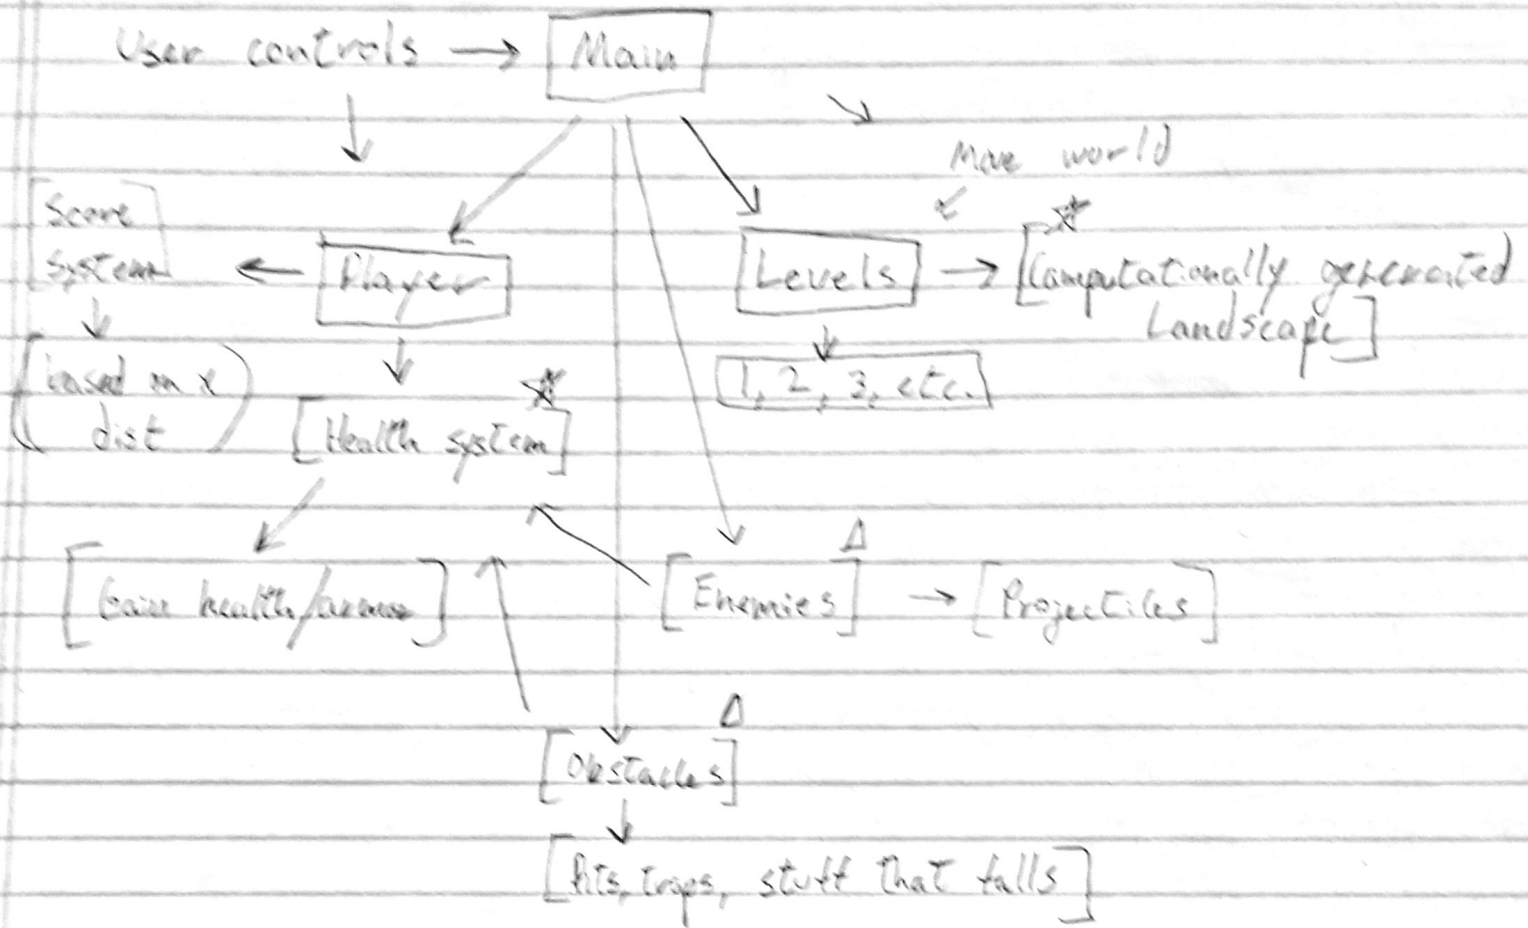 User controls → Main
Move world
Score
system
Player
Levels
Computationally generated
Landscape
based on x
dist
1, 2, 3, etc.
Health system
Gain health/armor
Enemies
Projectiles
Obstacles
Pits, traps, stuff that falls